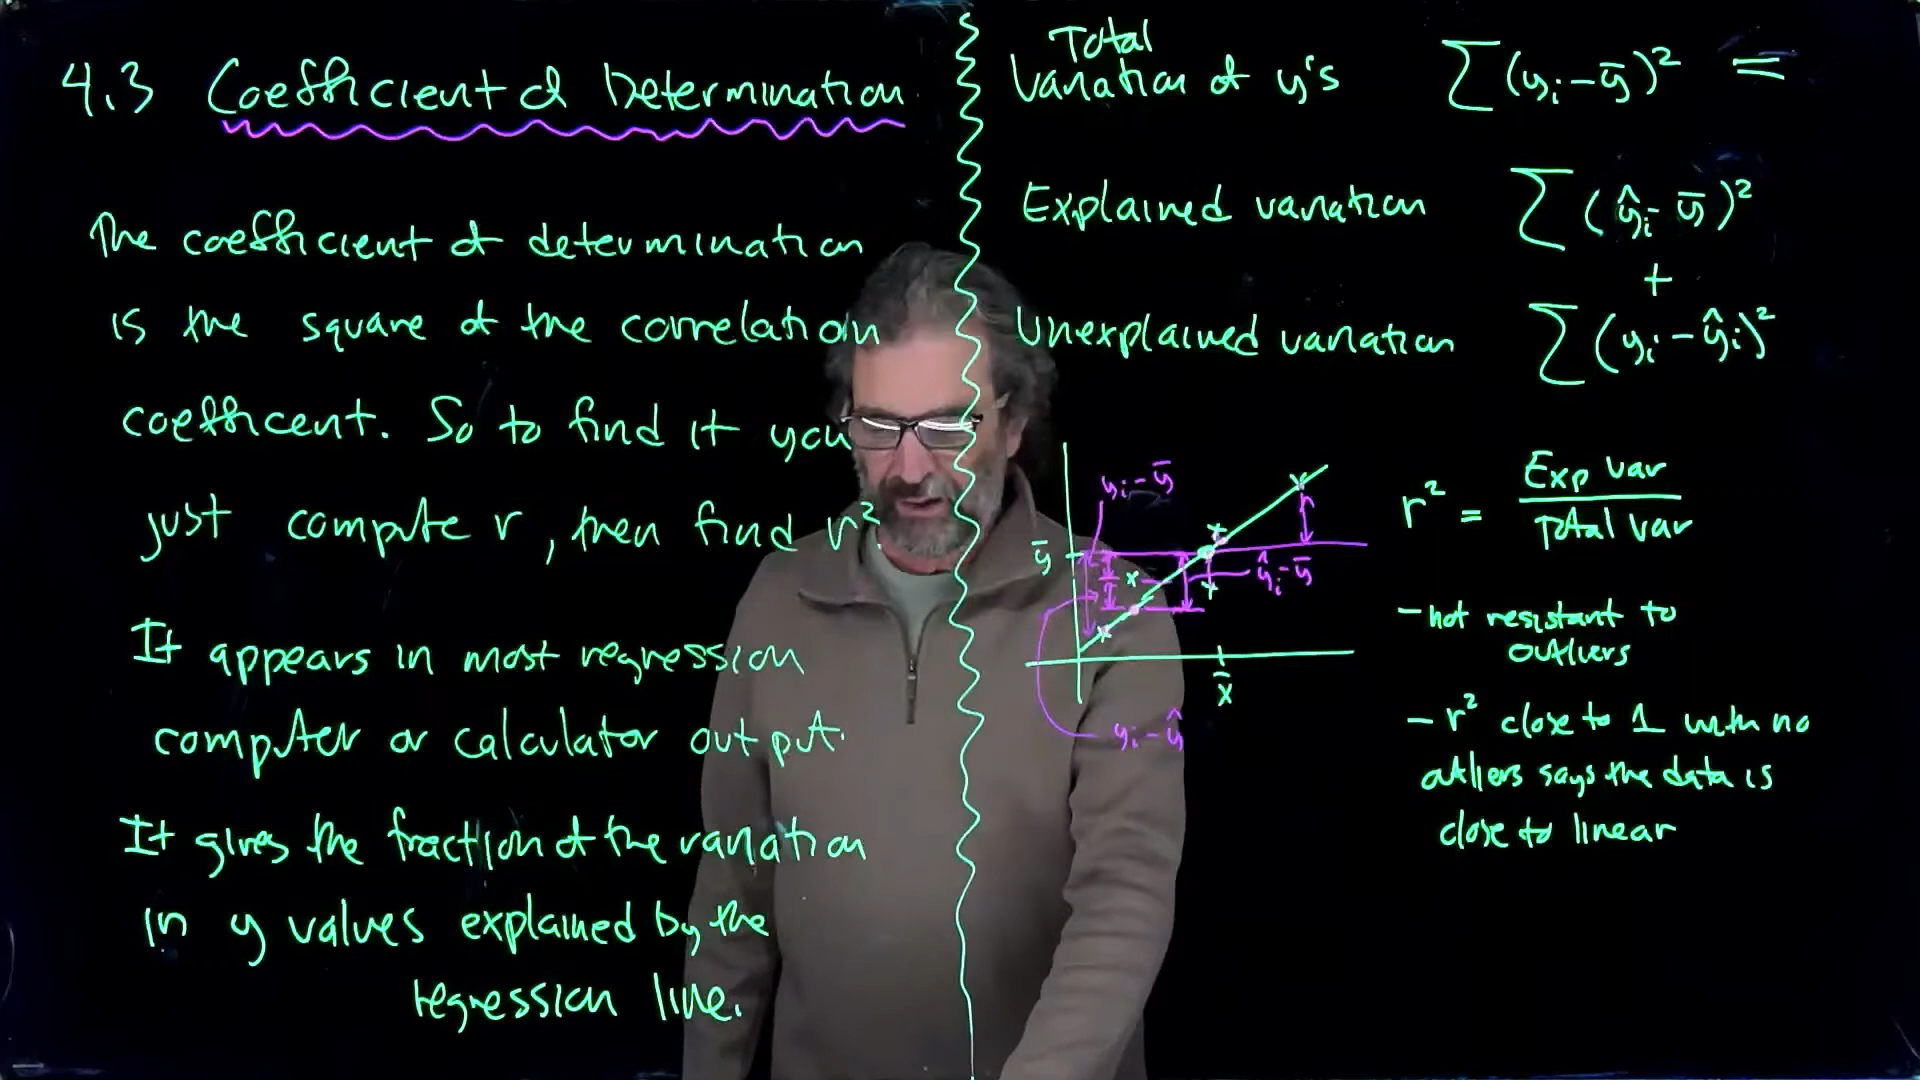 4.3 Coefficient of Determination
The coefficient of determination
is the square of the correlation
coefficent. So to find it you
just compute r, then find r².
It appears in most regression
computer or calculator output.
It gives the fraction of the variation
in y values explained by the
regression line.
Total
Variation of y's ∑(yᵢ-ȳ)² =
Explained variation ∑(ŷᵢ-ȳ)²
+
Unexplained variation ∑(yᵢ-ŷᵢ)²
yᵢ-ȳ
ȳ
ŷᵢ-ȳ
x̄
yᵢ-ŷ
r² = Exp var
Total var
-not resistant to
outliers
-r² close to 1 with no
outliers says the data is
close to linear